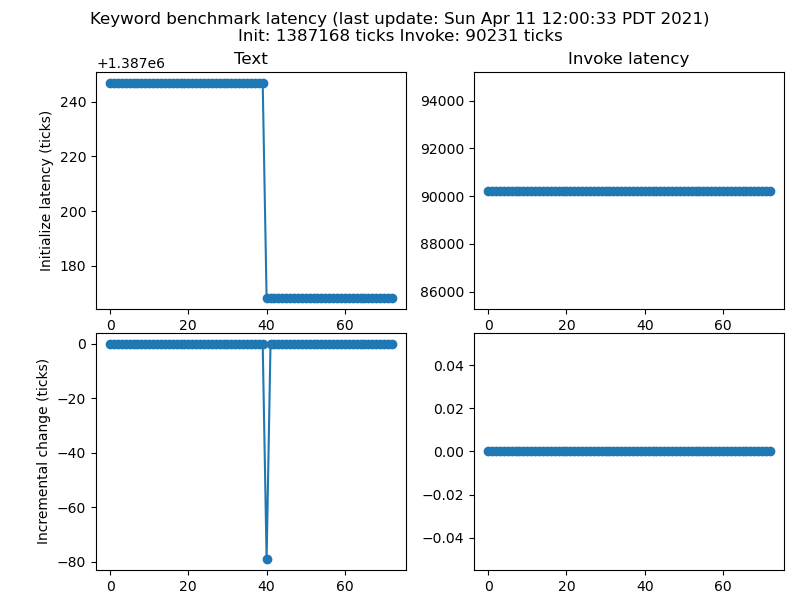 Keyword benchmark latency (last update: Sun Apr 11 12:00:33 PDT 2021)
Init: 1387168 ticks Invoke: 90231 ticks
Text
+1.387e6
240
220
200
180
0 20 40 60
Initialize latency (ticks)
Invoke latency
94000
92000
90000
88000
86000
0 20 40 60
0
−20
−40
−60
−80
0 20 40 60
Incremental change (ticks)
0.04
0.02
0.00
−0.02
−0.04
0 20 40 60